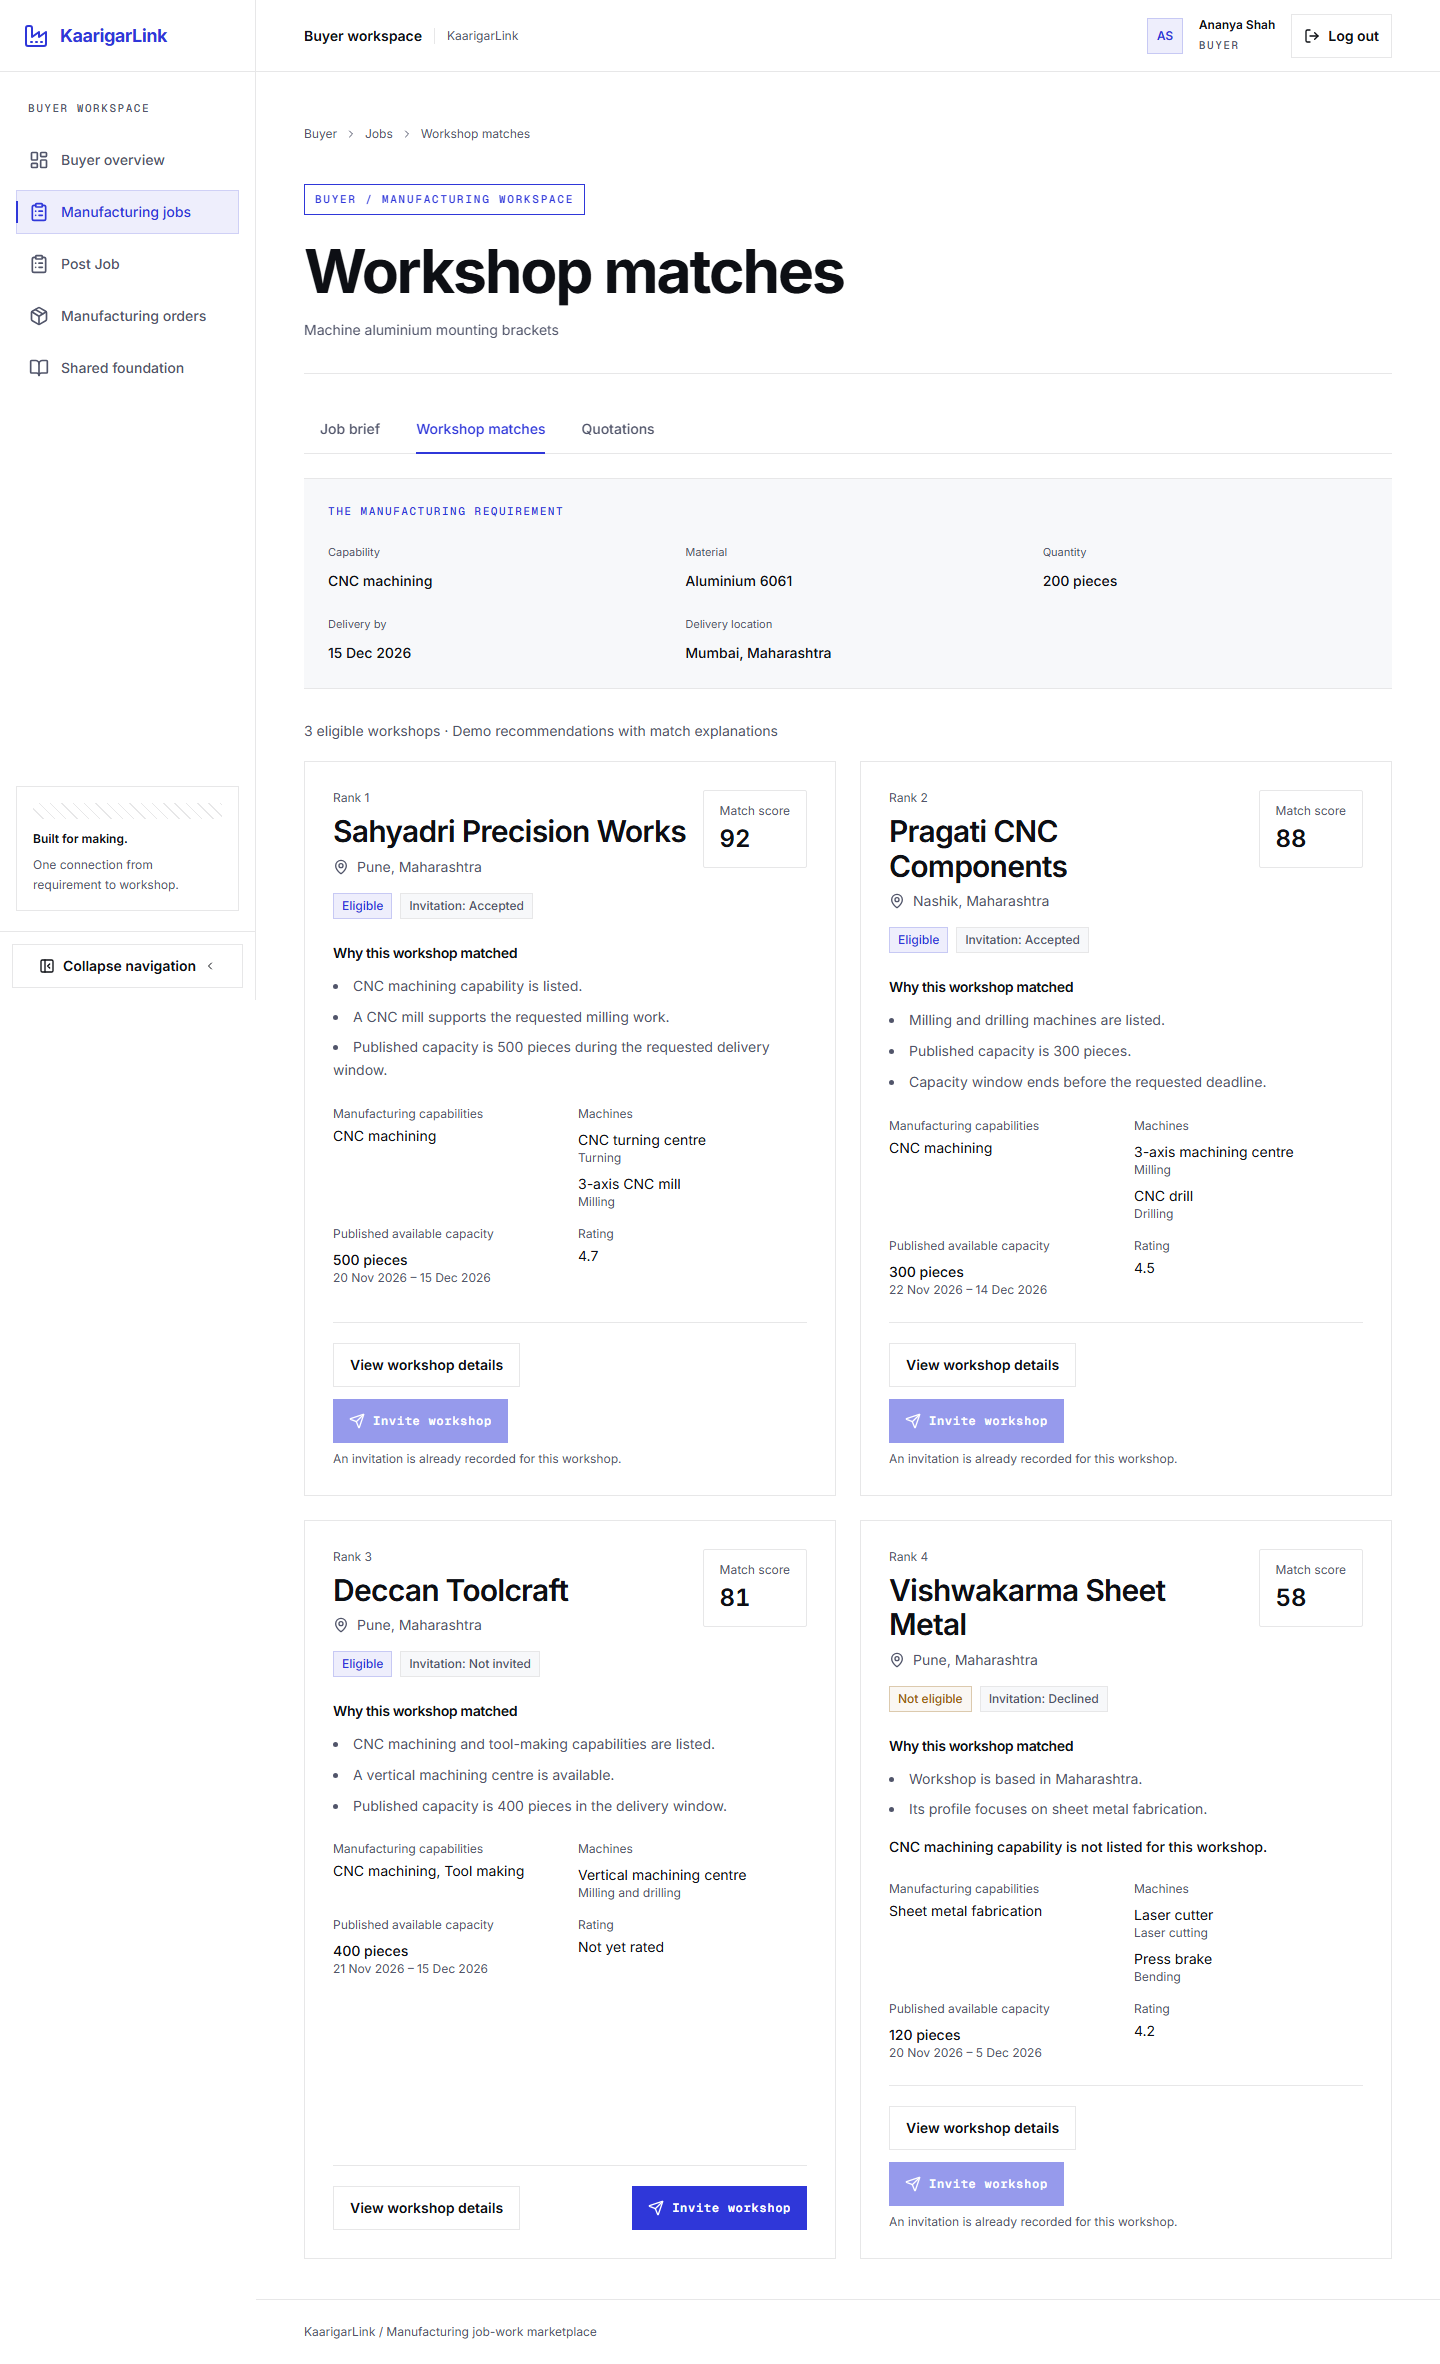 KaarigarLink
Buyer workspace
KaarigarLink
AS
Ananya Shah
BUYER
Log out
BUYER WORKSPACE
Buyer overview
Manufacturing jobs
Post Job
Manufacturing orders
Shared foundation
Built for making.
One connection from
requirement to workshop.
Collapse navigation
Buyer > Jobs > Workshop matches
BUYER / MANUFACTURING WORKSPACE
Workshop matches
Machine aluminium mounting brackets
Job brief
Workshop matches
Quotations
THE MANUFACTURING REQUIREMENT
Capability
CNC machining
Material
Aluminium 6061
Quantity
200 pieces
Delivery by
15 Dec 2026
Delivery location
Mumbai, Maharashtra
3 eligible workshops · Demo recommendations with match explanations
Rank 1
Sahyadri Precision Works
Pune, Maharashtra
Match score
92
Eligible
Invitation: Accepted
Why this workshop matched
• CNC machining capability is listed.
• A CNC mill supports the requested milling work.
• Published capacity is 500 pieces during the requested delivery
window.
Manufacturing capabilities
CNC machining
Machines
CNC turning centre
Turning
3-axis CNC mill
Milling
Published available capacity
500 pieces
20 Nov 2026 – 15 Dec 2026
Rating
4.7
View workshop details
Invite workshop
An invitation is already recorded for this workshop.
Rank 2
Pragati CNC
Components
Nashik, Maharashtra
Match score
88
Eligible
Invitation: Accepted
Why this workshop matched
• Milling and drilling machines are listed.
• Published capacity is 300 pieces.
• Capacity window ends before the requested deadline.
Manufacturing capabilities
CNC machining
Machines
3-axis machining centre
Milling
CNC drill
Drilling
Published available capacity
300 pieces
22 Nov 2026 – 14 Dec 2026
Rating
4.5
View workshop details
Invite workshop
An invitation is already recorded for this workshop.
Rank 3
Deccan Toolcraft
Pune, Maharashtra
Match score
81
Eligible
Invitation: Not invited
Why this workshop matched
• CNC machining and tool-making capabilities are listed.
• A vertical machining centre is available.
• Published capacity is 400 pieces in the delivery window.
Manufacturing capabilities
CNC machining, Tool making
Machines
Vertical machining centre
Milling and drilling
Published available capacity
400 pieces
21 Nov 2026 – 15 Dec 2026
Rating
Not yet rated
View workshop details
Invite workshop
Rank 4
Vishwakarma Sheet
Metal
Pune, Maharashtra
Match score
58
Not eligible
Invitation: Declined
Why this workshop matched
• Workshop is based in Maharashtra.
• Its profile focuses on sheet metal fabrication.
CNC machining capability is not listed for this workshop.
Manufacturing capabilities
Sheet metal fabrication
Machines
Laser cutter
Laser cutting
Press brake
Bending
Published available capacity
120 pieces
20 Nov 2026 – 5 Dec 2026
Rating
4.2
View workshop details
Invite workshop
An invitation is already recorded for this workshop.
KaarigarLink / Manufacturing job-work marketplace